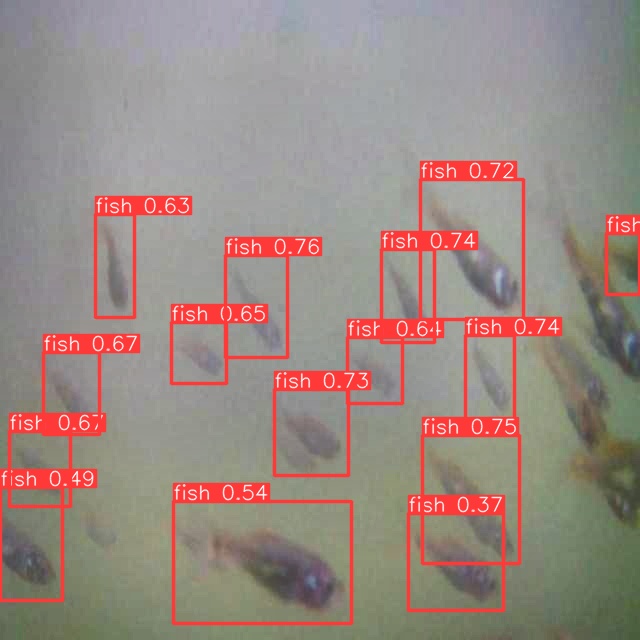 fish 0.72
fish 0.63
fish
fish 0.74
fish 0.76
fish 0.65
fish 0.64
fish 0.74
fish 0.67
fish 0.73
fish 0.67
fish 0.75
fish 0.49
fish 0.54
fish 0.37